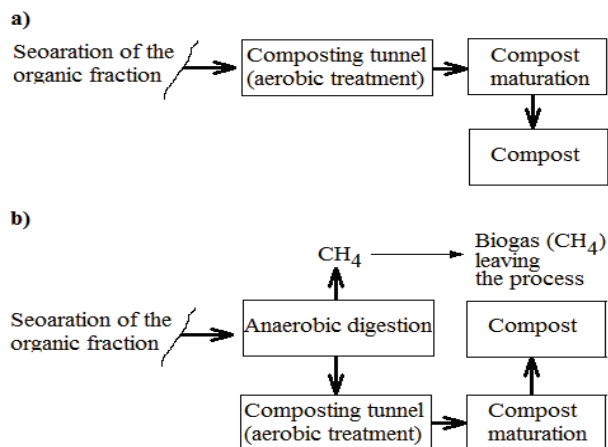 a)
Seoaration of the
organic fraction
Composting tunnel
(aerobic treatment)
Compost
maturation
Compost
b)
CH4
Biogas (CH4)
leaving
the process
Seoaration of the
organic fraction
Anaerobic digestion
Compost
Composting tunnel
(aerobic treatment)
Compost
maturation